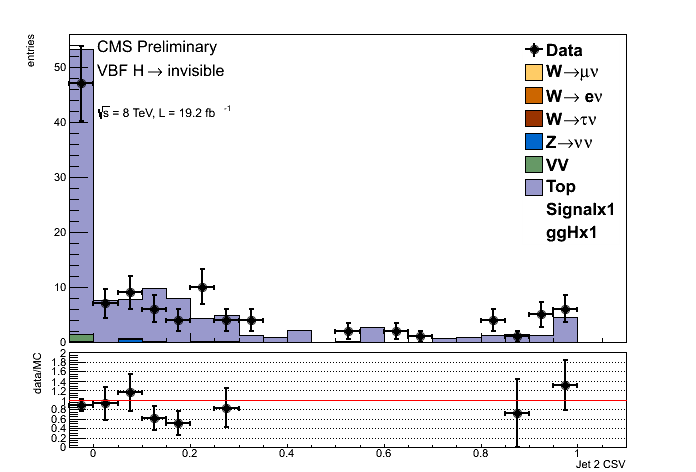 entries
CMS Preliminary
VBF H → invisible
√s = 8 TeV, L = 19.2 fb -1
Data
W→μν
W→ eν
W→τν
Z→νν
VV
Top
Signalx1
ggHx1
50
40
30
20
10
0
data/MC
2
1.8
1.6
1.4
1.2
1
0.8
0.6
0.4
0.2
0
0 0.2 0.4 0.6 0.8 1
Jet 2 CSV